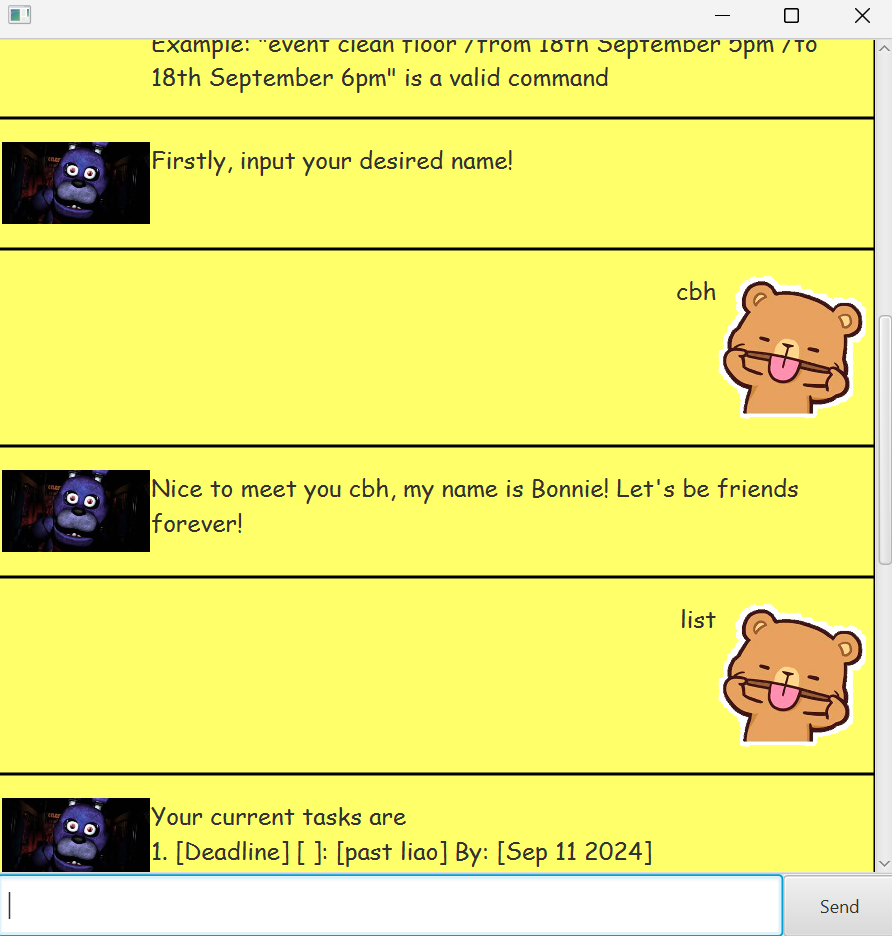 Example: "event clean floor /from 18th September 5pm /to
18th September 6pm" is a valid command
Firstly, input your desired name!
cbh
Nice to meet you cbh, my name is Bonnie! Let's be friends
forever!
list
Your current tasks are
1. [Deadline] [ ]: [past liao] By: [Sep 11 2024]
Send